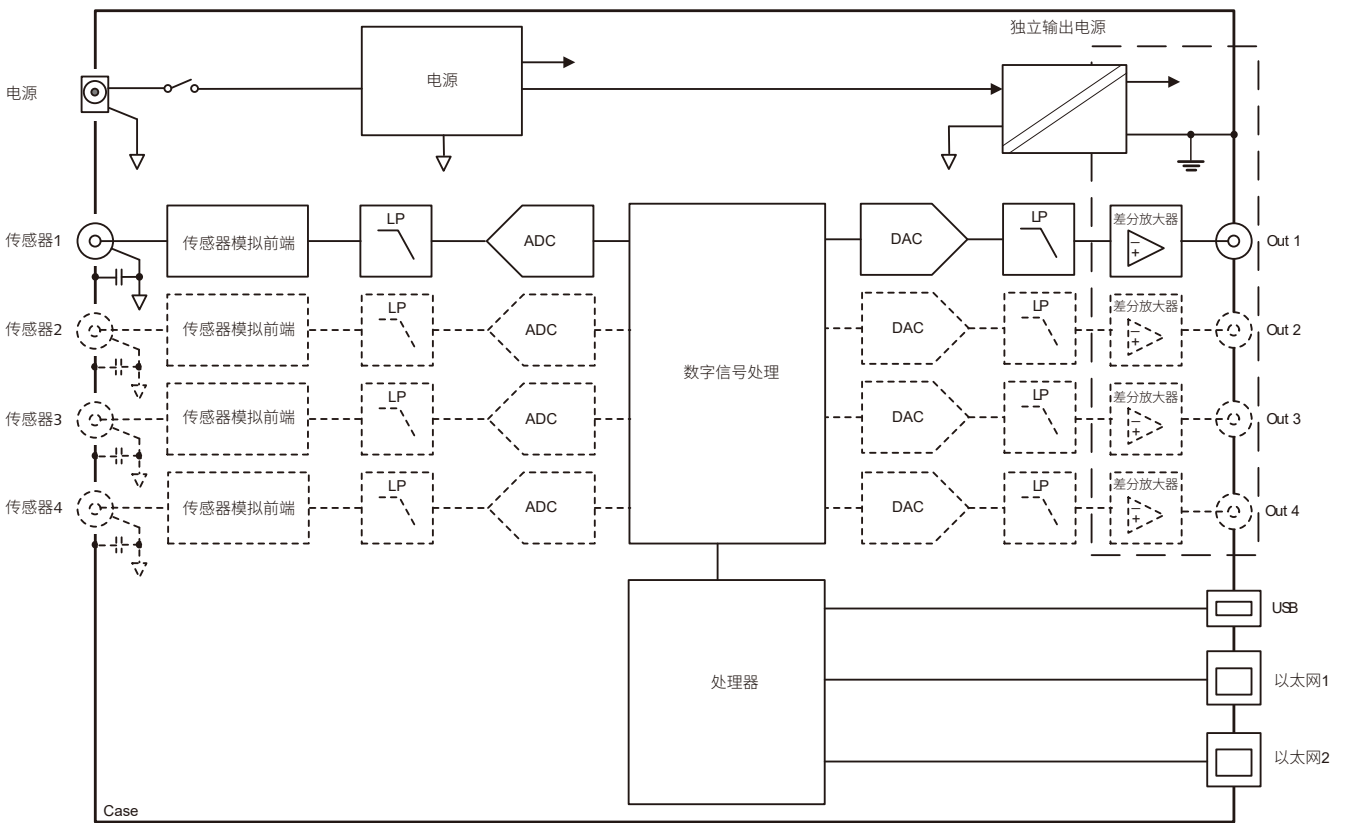 独立输出电源
电源
电源
传感器1
传感器模拟前端
LP
ADC
DAC
LP
差分放大器
Out 1
传感器2
传感器模拟前端
LP
ADC
DAC
LP
差分放大器
Out 2
数字信号处理
传感器3
传感器模拟前端
LP
ADC
DAC
LP
差分放大器
Out 3
传感器4
传感器模拟前端
LP
ADC
DAC
LP
差分放大器
Out 4
USB
处理器
以太网1
以太网2
Case